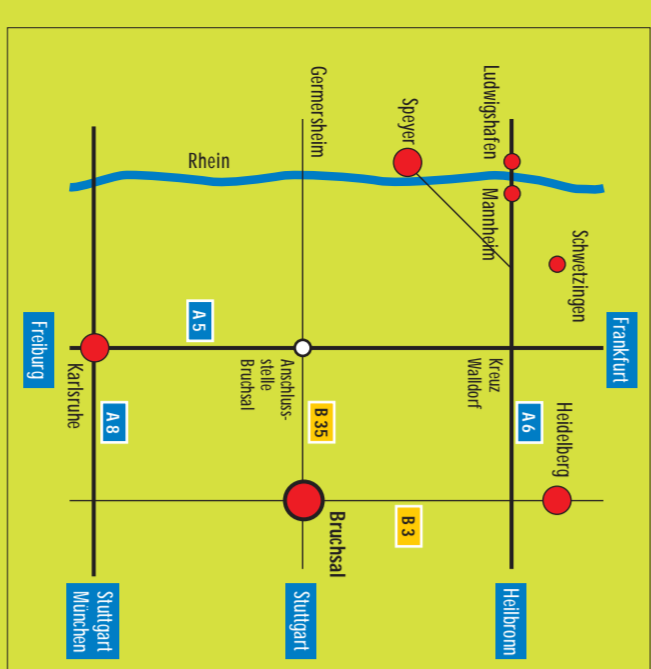 Frankfurt
Schwetzingen
Heidelberg
Ludwigshafen
Mannheim
A 6
Heilbronn
Kreuz
Walldorf
Speyer
B 3
Germersheim
Anschluss-
stelle
Bruchsal
B 35
Bruchsal
Stuttgart
Rhein
A 5
Freiburg
Karlsruhe
A 8
Stuttgart
München